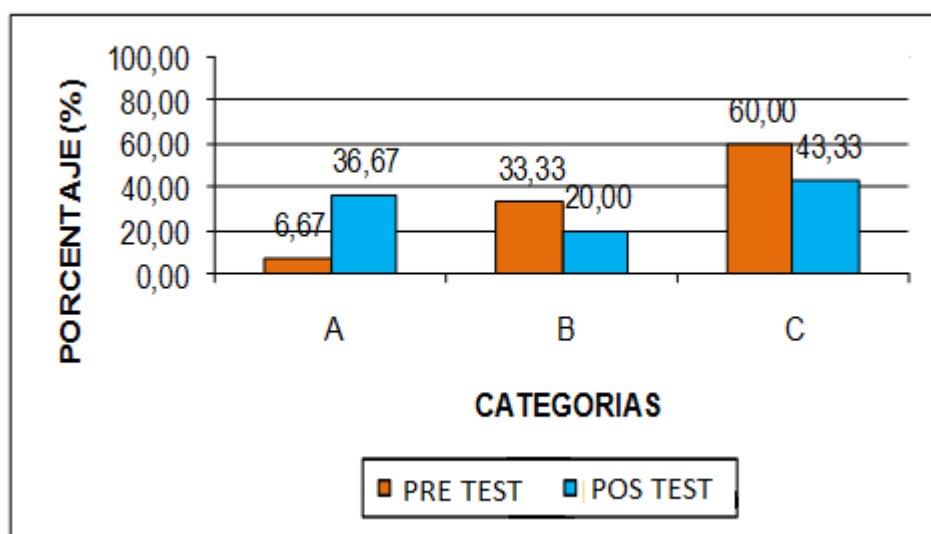 PORCENTAJE (%)
100,00
80,00
60,00
40,00
20,00
0,00
6,67
36,67
33,33
20,00
60,00
43,33
A
B
C
CATEGORIAS
PRE TEST
POS TEST